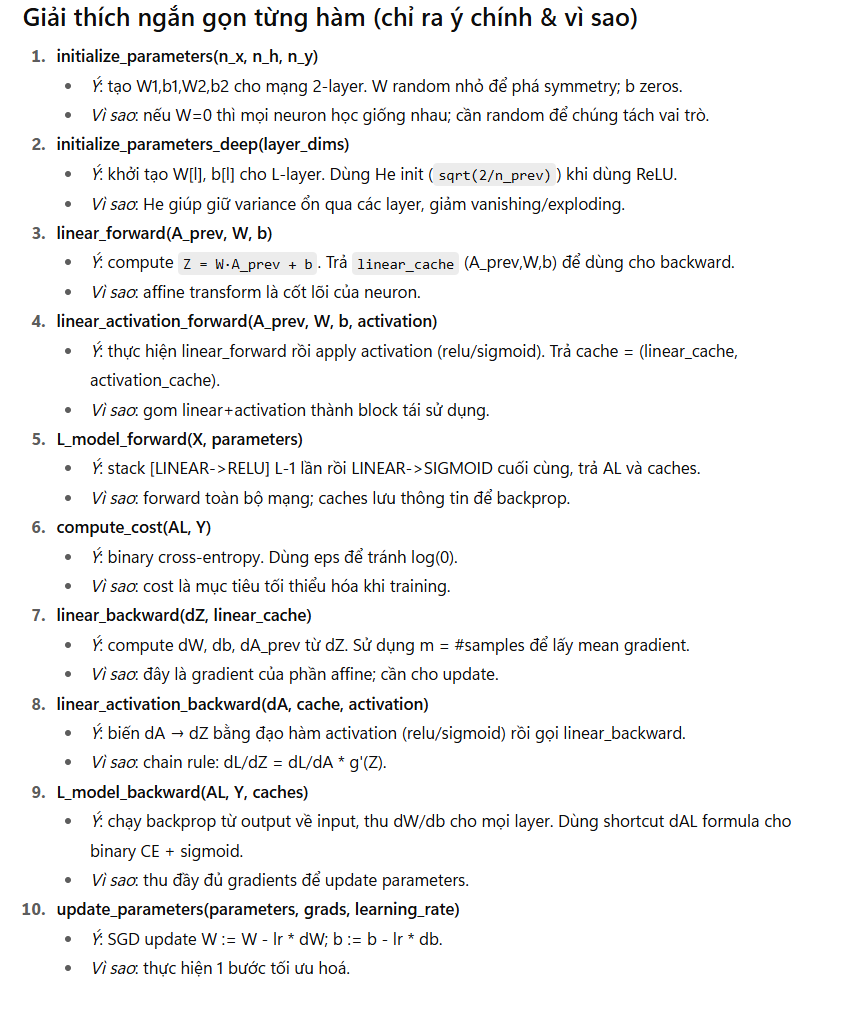 Giải thích ngắn gọn từng hàm (chỉ ra ý chính & vì sao)
1. initialize_parameters(n_x, n_h, n_y)
• Ý: tạo W1,b1,W2,b2 cho mạng 2-layer. W random nhỏ để phá symmetry; b zeros.
• Vì sao: nếu W=0 thì mọi neuron học giống nhau; cần random để chúng tách vai trò.
2. initialize_parameters_deep(layer_dims)
• Ý: khởi tạo W[l], b[l] cho L-layer. Dùng He init ( sqrt(2/n_prev) ) khi dùng ReLU.
• Vì sao: He giúp giữ variance ổn qua các layer, giảm vanishing/exploding.
3. linear_forward(A_prev, W, b)
• Ý: compute Z = W·A_prev + b . Trả linear_cache (A_prev,W,b) để dùng cho backward.
• Vì sao: affine transform là cốt lõi của neuron.
4. linear_activation_forward(A_prev, W, b, activation)
• Ý: thực hiện linear_forward rồi apply activation (relu/sigmoid). Trả cache = (linear_cache,
activation_cache).
• Vì sao: gom linear+activation thành block tái sử dụng.
5. L_model_forward(X, parameters)
• Ý: stack [LINEAR->RELU] L-1 lần rồi LINEAR->SIGMOID cuối cùng, trả AL và caches.
• Vì sao: forward toàn bộ mạng; caches lưu thông tin để backprop.
6. compute_cost(AL, Y)
• Ý: binary cross-entropy. Dùng eps để tránh log(0).
• Vì sao: cost là mục tiêu tối thiểu hóa khi training.
7. linear_backward(dZ, linear_cache)
• Ý: compute dW, db, dA_prev từ dZ. Sử dụng m = #samples để lấy mean gradient.
• Vì sao: đây là gradient của phần affine; cần cho update.
8. linear_activation_backward(dA, cache, activation)
• Ý: biến dA → dZ bằng đạo hàm activation (relu/sigmoid) rồi gọi linear_backward.
• Vì sao: chain rule: dL/dZ = dL/dA * g'(Z).
9. L_model_backward(AL, Y, caches)
• Ý: chạy backprop từ output về input, thu dW/db cho mọi layer. Dùng shortcut dAL formula cho
binary CE + sigmoid.
• Vì sao: thu đầy đủ gradients để update parameters.
10. update_parameters(parameters, grads, learning_rate)
• Ý: SGD update W := W - lr * dW; b := b - lr * db.
• Vì sao: thực hiện 1 bước tối ưu hoá.